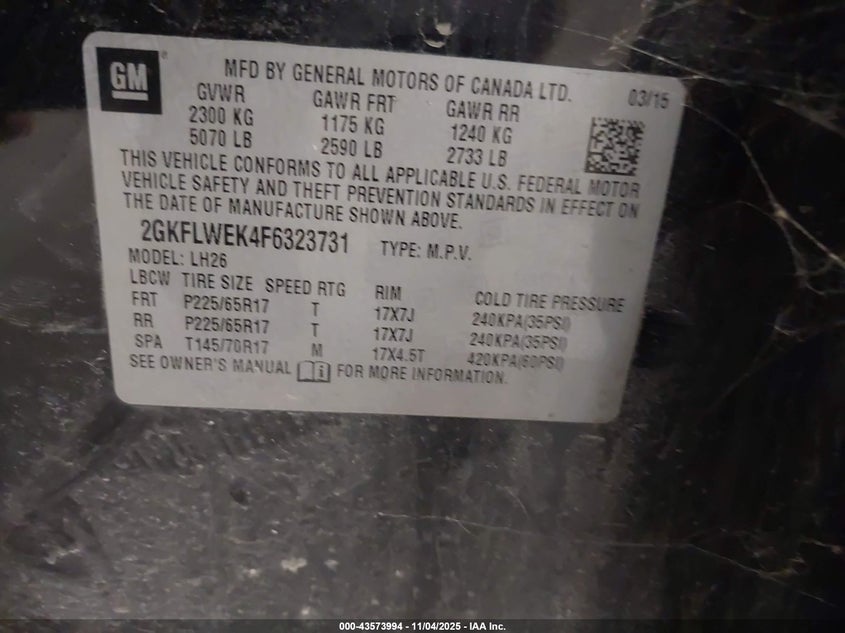 GM
MFD BY GENERAL MOTORS OF CANADA LTD. 03/15
GVWR GAWR FRT GAWR RR
2300 KG 1175 KG 1240 KG
5070 LB 2590 LB 2733 LB
THIS VEHICLE CONFORMS TO ALL APPLICABLE U.S. FEDERAL MOTOR
VEHICLE SAFETY AND THEFT PREVENTION STANDARDS IN EFFECT ON
THE DATE OF MANUFACTURE SHOWN ABOVE.
2GKFLWEK4F6323731 TYPE: M.P.V.
MODEL: LH26
LBCW TIRE SIZE SPEED RTG RIM COLD TIRE PRESSURE
FRT P225/65R17 T 17X7J 240KPA(35PSI)
RR P225/65R17 T 17X7J 240KPA(35PSI)
SPA T145/70R17 M 17X4.5T 420KPA(60PSI)
SEE OWNER'S MANUAL FOR MORE INFORMATION.
000-43573994 - 11/04/2025 - IAA Inc.